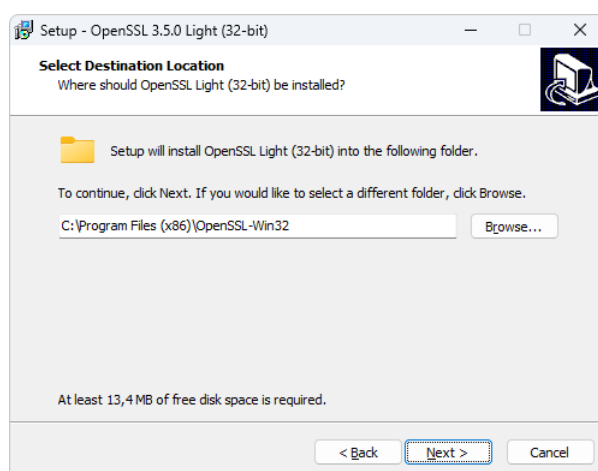 Setup - OpenSSL 3.5.0 Light (32-bit)
Select Destination Location
Where should OpenSSL Light (32-bit) be installed?
Setup will install OpenSSL Light (32-bit) into the following folder.
To continue, click Next. If you would like to select a different folder, click Browse.
C:\Program Files (x86)\OpenSSL-Win32
Browse...
At least 13,4 MB of free disk space is required.
< Back
Next >
Cancel